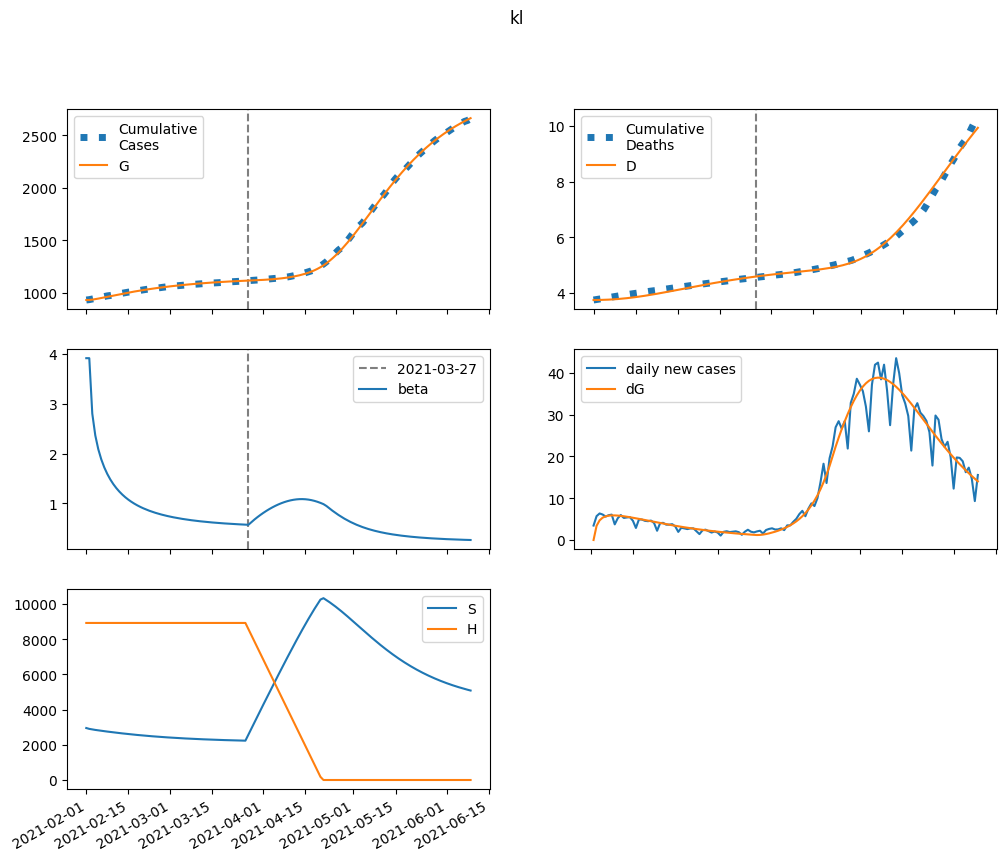 kl
2500
2000
1500
1000
Cumulative
Cases
G
10
8
6
4
Cumulative
Deaths
D
4
3
2
1
2021-03-27
beta
40
30
20
10
0
daily new cases
dG
10000
8000
6000
4000
2000
0
S
H
2021-02-01
2021-02-15
2021-03-01
2021-03-15
2021-04-01
2021-04-15
2021-05-01
2021-05-15
2021-06-01
2021-06-15